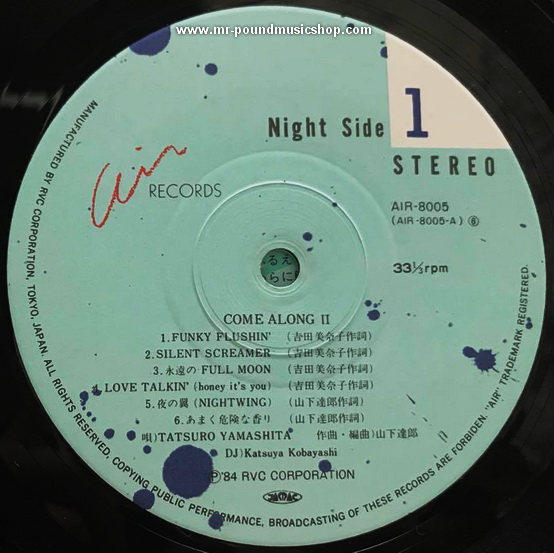 www.mr-poundmusicshop.com
Night Side 1
STEREO
Air RECORDS
AIR-8005
(AIR-8005-A) ⑥
33⅓rpm
COME ALONG II
1.FUNKY FLUSHIN' (吉田美奈子作詞)
2.SILENT SCREAMER (吉田美奈子作詞)
3.永遠の FULL MOON (吉田美奈子作詞)
4.LOVE TALKIN' (honey it's you) (吉田美奈子作詞)
5.夜の翼 (NIGHTWING) (山下達郎作詞)
6.あまく危険な香り (山下達郎作詞)
唄)TATSURO YAMASHITA 作曲・編曲)山下達郎
DJ)Katsuya Kobayashi
Ⓟ'84 RVC CORPORATION
JASRAC
MANUFACTURED BY RVC CORPORATION, TOKYO, JAPAN. ALL RIGHTS RESERVED. COPYING PUBLIC PERFORMANCE, BROADCASTING OF THESE RECORDS ARE FORBIDEN. "AIR" TRADEMARK REGISTERED.